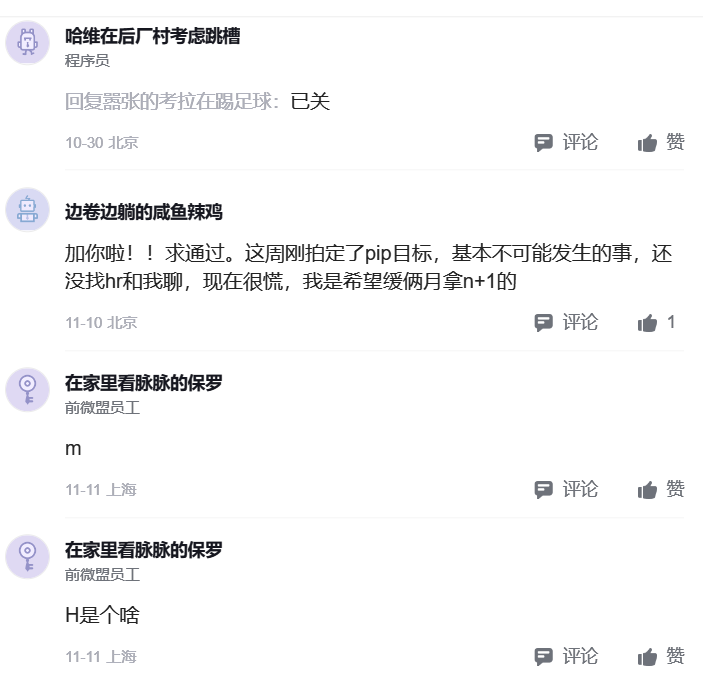 哈维在后厂村考虑跳槽
程序员
回复嚣张的考拉在踢足球：已关
10-30 北京
评论
赞
边卷边躺的咸鱼辣鸡
加你啦！！求通过。这周刚拍定了pip目标，基本不可能发生的事，还
没找hr和我聊，现在很慌，我是希望缓俩月拿n+1的
11-10 北京
评论
1
在家里看脉脉的保罗
前微盟员工
m
11-11 上海
评论
赞
在家里看脉脉的保罗
前微盟员工
H是个啥
11-11 上海
评论
赞